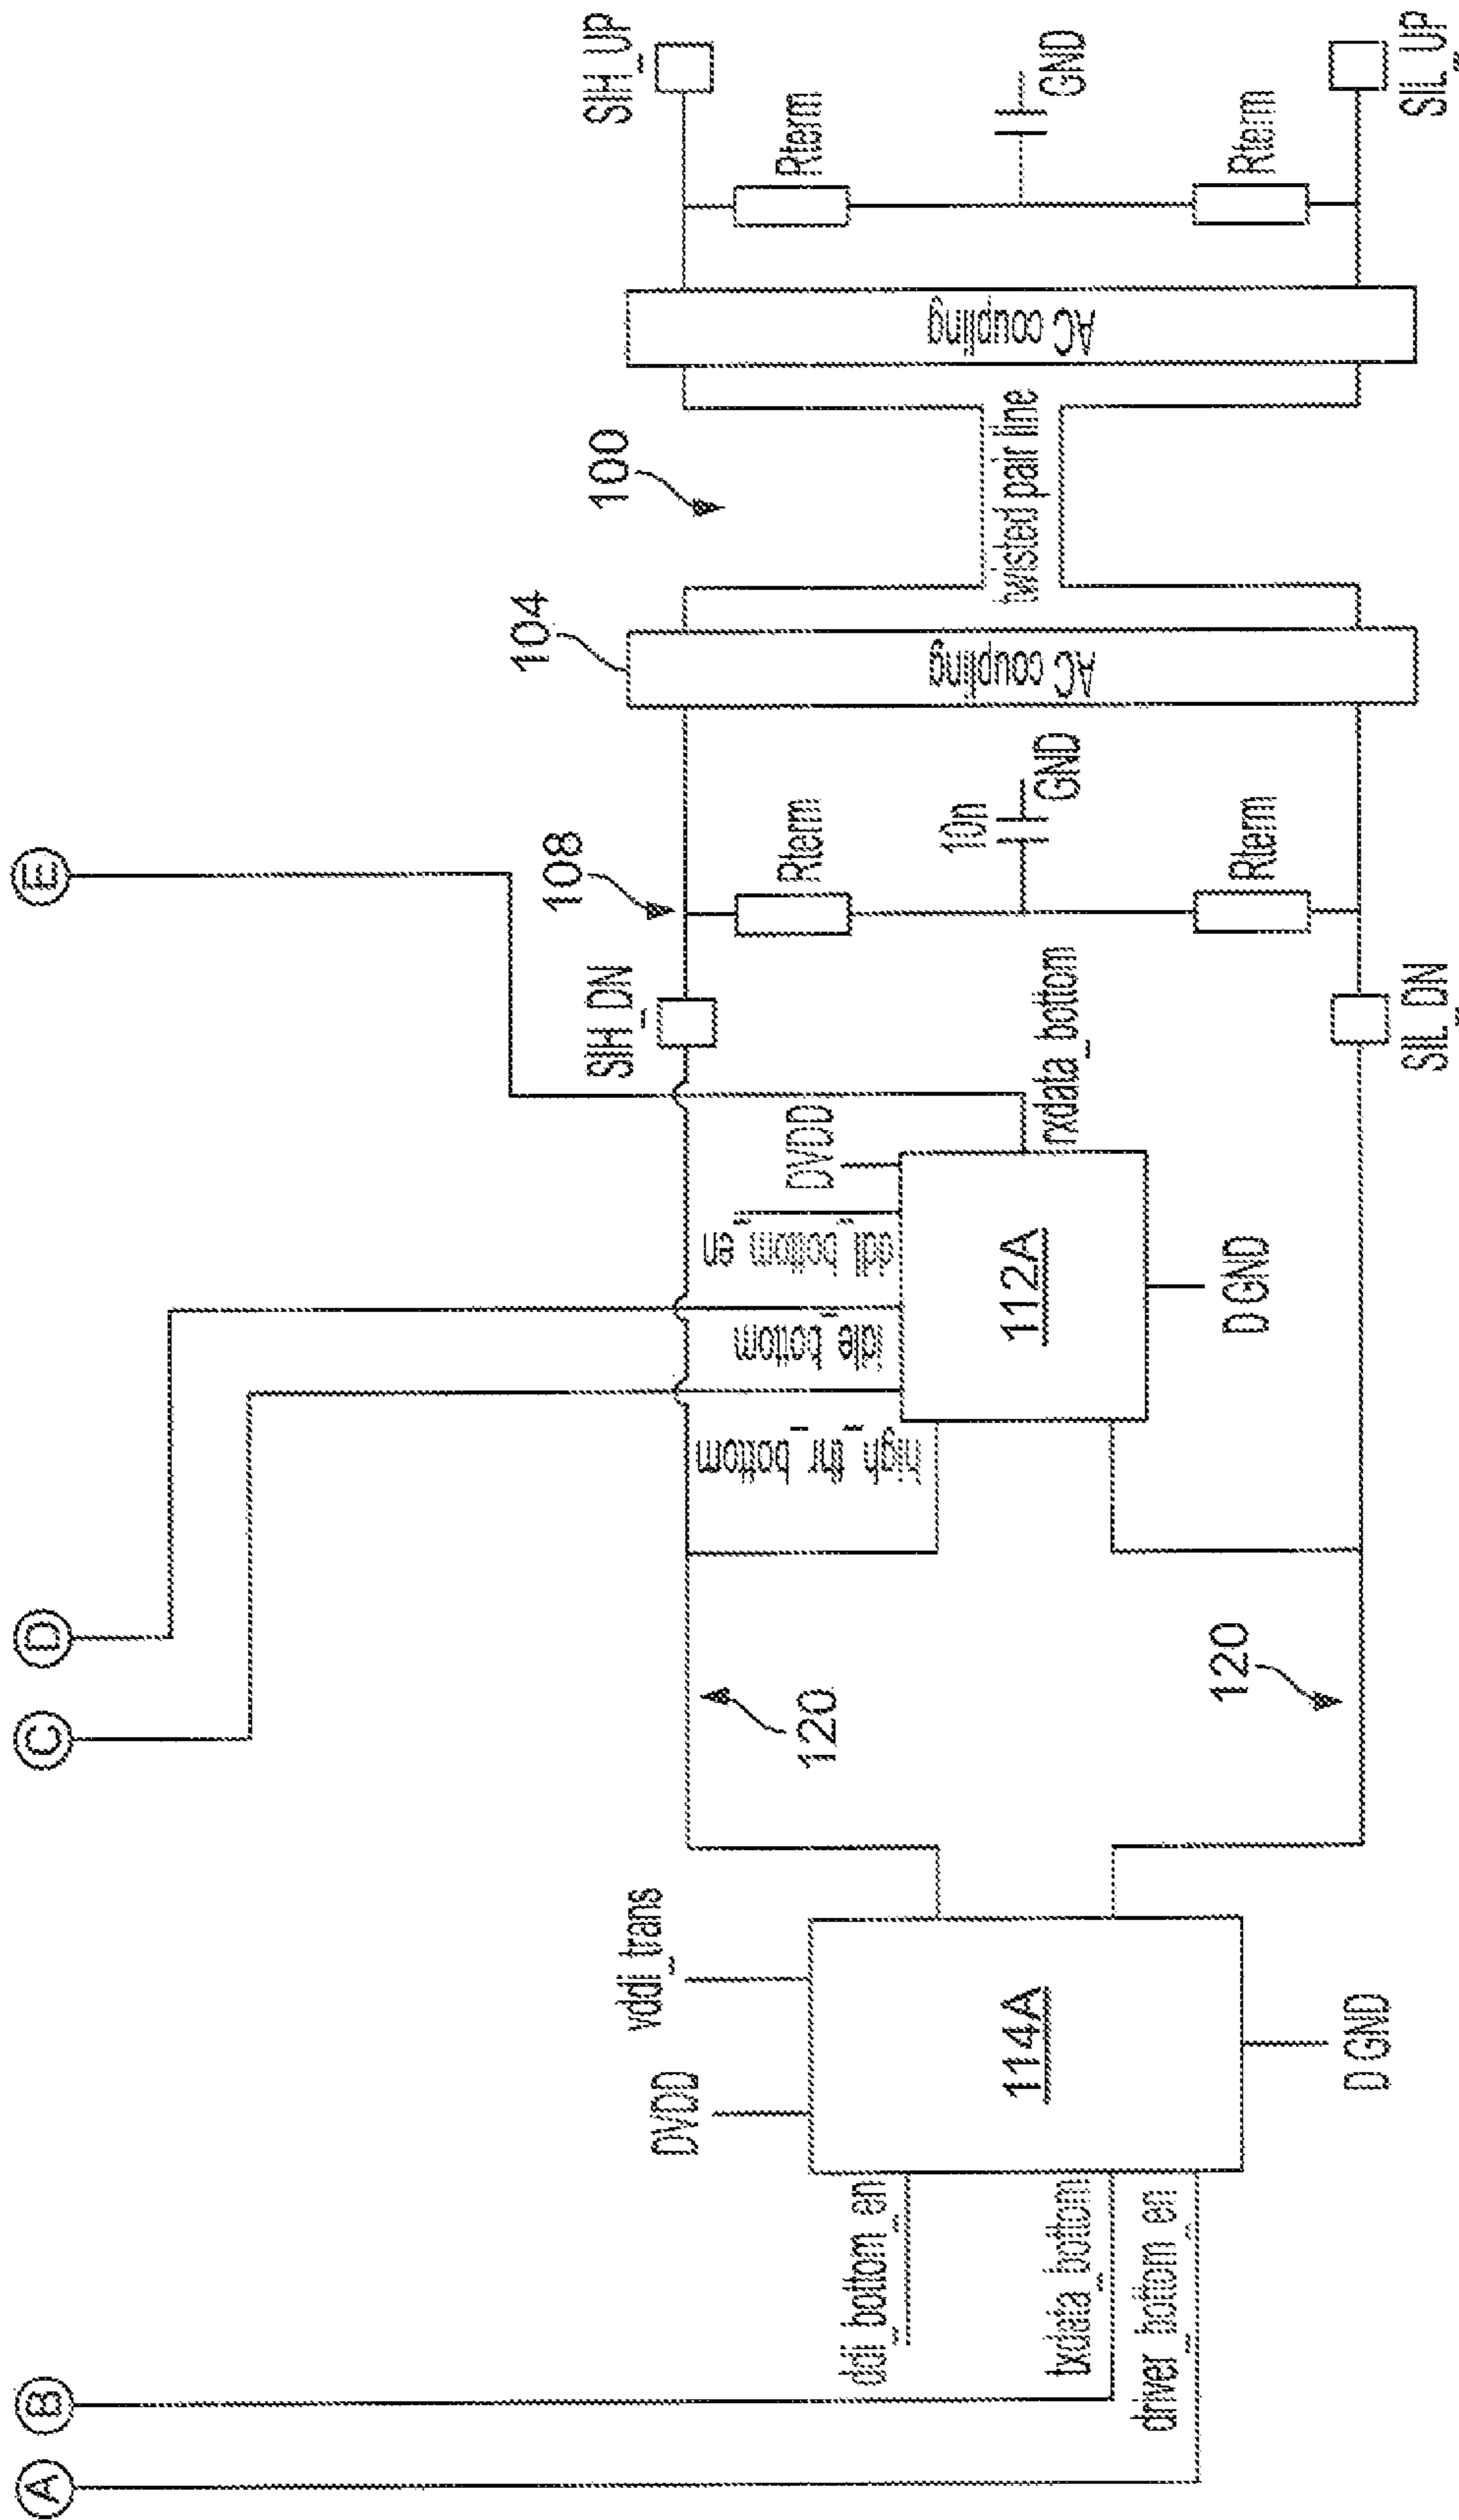 A
B
C
D
E
DVDD
vddi_trans
ddi_bottom_en
txdata_bottom
driver_bottom_en
114A
D GND
120
120
high_thr_bottom
idle_bottom
ddi_bottom_en
DVDD
112A
rxdata_bottom
D GND
SIH_DN
108
Rterm
10n
GND
Rterm
SIL_DN
104
AC coupling
100
twisted pair line
AC coupling
SIH_UP
Rterm
GND
Rterm
SIL_UP